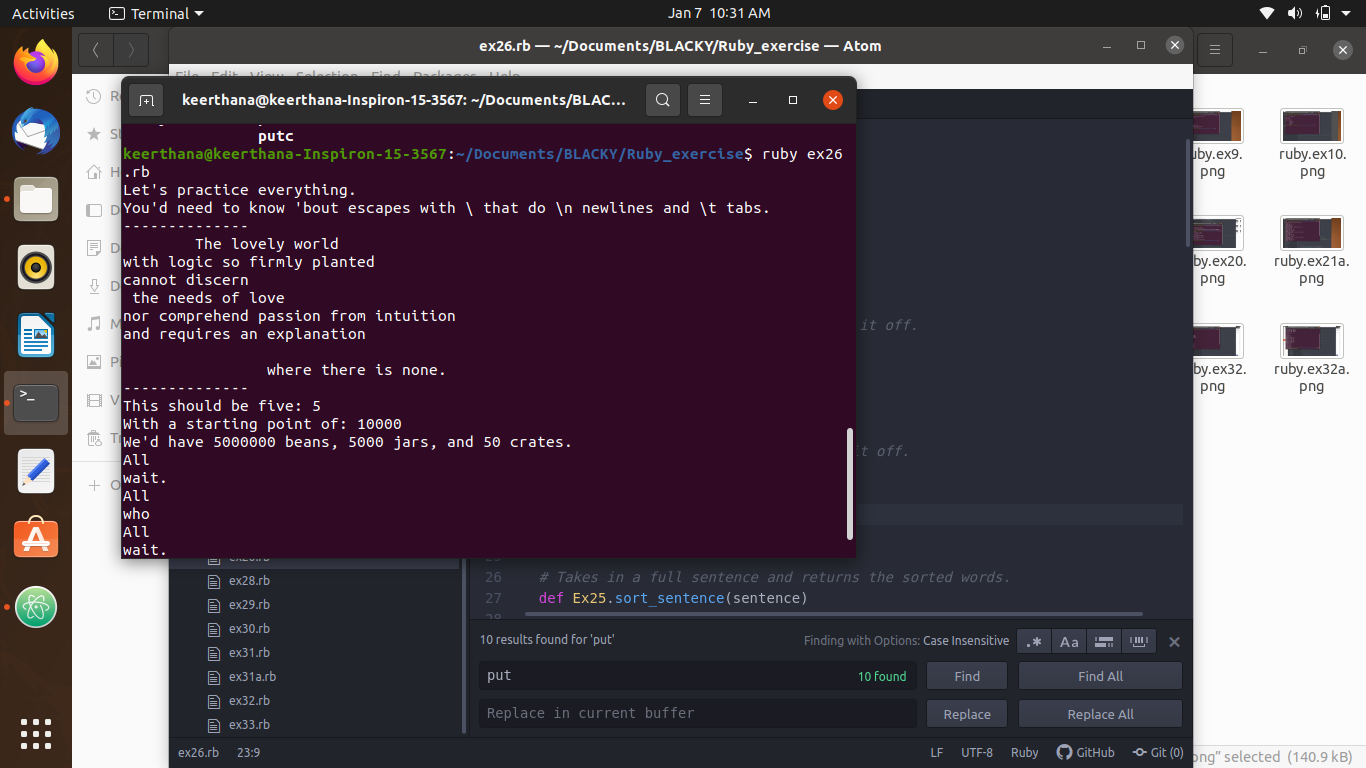 Activities
Terminal
Jan 7 10:31 AM
ex26.rb — ~/Documents/BLACKY/Ruby_exercise — Atom
File Edit View Selection Find Packages Help
keerthana@keerthana-Inspiron-15-3567: ~/Documents/BLAC...
putc
keerthana@keerthana-Inspiron-15-3567:~/Documents/BLACKY/Ruby_exercise$ ruby ex26
.rb
Let's practice everything.
You'd need to know 'bout escapes with \ that do \n newlines and \t tabs.
--------------
The lovely world
with logic so firmly planted
cannot discern
the needs of love
nor comprehend passion from intuition
and requires an explanation
where there is none.
--------------
This should be five: 5
With a starting point of: 10000
We'd have 5000000 beans, 5000 jars, and 50 crates.
All
wait.
All
who
All
wait.
it off.
it off.
ex28.rb
ex29.rb
ex30.rb
ex31.rb
ex31a.rb
ex32.rb
ex33.rb
26 # Takes in a full sentence and returns the sorted words.
27 def Ex25.sort_sentence(sentence)
10 results found for 'put'
Finding with Options: Case Insensitive
.* Aa
put
10 found
Find
Find All
Replace in current buffer
Replace
Replace All
ex26.rb 23:9
LF UTF-8 Ruby GitHub Git (0)
ruby.ex9.
png
ruby.ex10.
png
ruby.ex20.
png
ruby.ex21a.
png
ruby.ex32.
png
ruby.ex32a.
png
png” selected (140.9 kB)